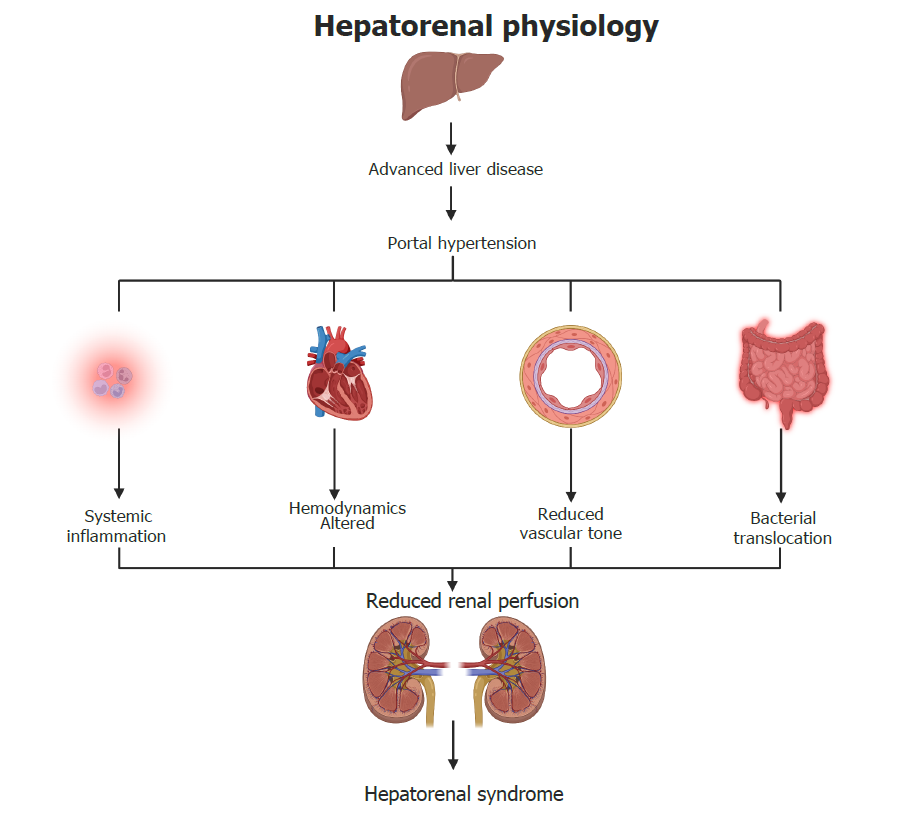 Hepatorenal physiology
Advanced liver disease
Portal hypertension
Systemic
inflammation
Hemodynamics
Altered
Reduced
vascular tone
Bacterial
translocation
Reduced renal perfusion
Hepatorenal syndrome